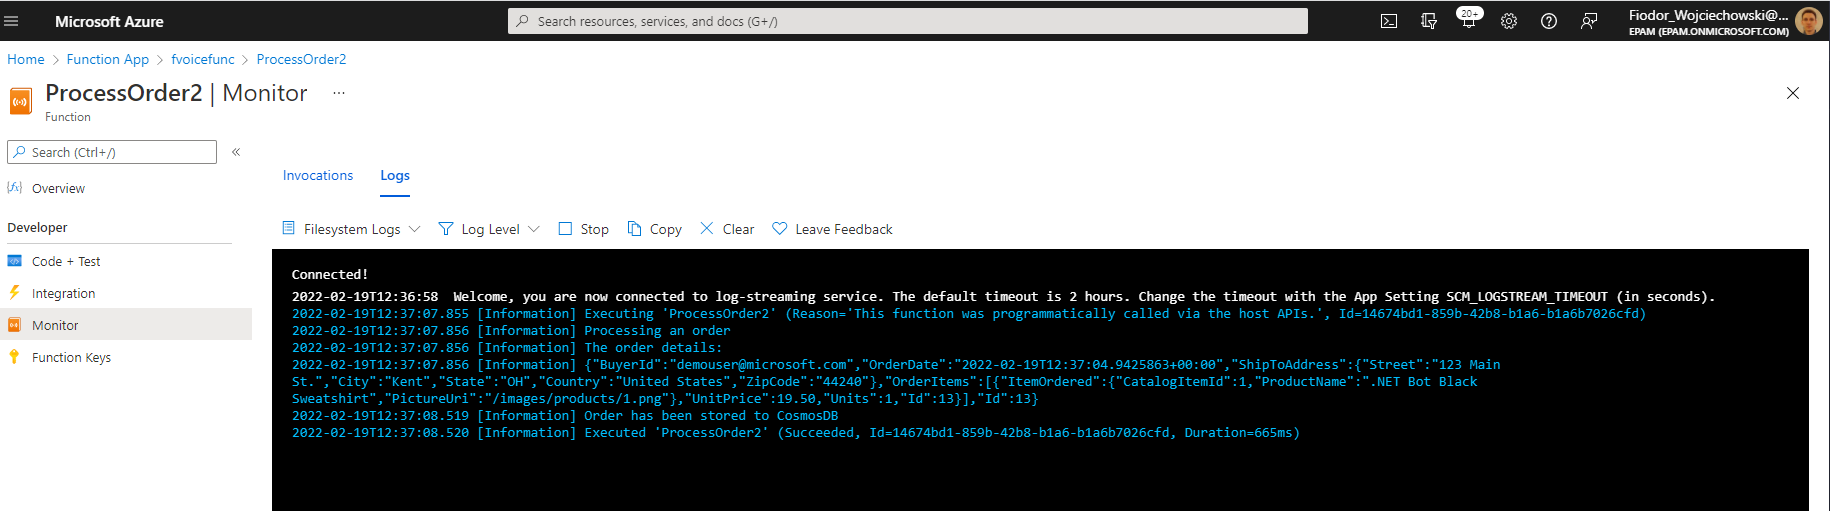 Microsoft Azure
Search resources, services, and docs (G+/)
20+
Fiodor_Wojciechowski@...
EPAM (EPAM.ONMICROSOFT.COM)
Home > Function App > fvoicefunc > ProcessOrder2
ProcessOrder2 | Monitor ...
Function
Search (Ctrl+/)
«
Overview
Developer
Code + Test
Integration
Monitor
Function Keys
Invocations Logs
Filesystem Logs Log Level Stop Copy Clear Leave Feedback
Connected!
2022-02-19T12:36:58  Welcome, you are now connected to log-streaming service. The default timeout is 2 hours. Change the timeout with the App Setting SCM_LOGSTREAM_TIMEOUT (in seconds).
2022-02-19T12:37:07.855 [Information] Executing 'ProcessOrder2' (Reason='This function was programmatically called via the host APIs.', Id=14674bd1-859b-42b8-b1a6-b1a6b7026cfd)
2022-02-19T12:37:07.856 [Information] Processing an order
2022-02-19T12:37:07.856 [Information] The order details:
2022-02-19T12:37:07.856 [Information] {"BuyerId":"demouser@microsoft.com","OrderDate":"2022-02-19T12:37:04.9425863+00:00","ShipToAddress":{"Street":"123 Main
St.","City":"Kent","State":"OH","Country":"United States","ZipCode":"44240"},"OrderItems":[{"ItemOrdered":{"CatalogItemId":1,"ProductName":".NET Bot Black
Sweatshirt","PictureUri":"/images/products/1.png"},"UnitPrice":19.50,"Units":1,"Id":13}],"Id":13}
2022-02-19T12:37:08.519 [Information] Order has been stored to CosmosDB
2022-02-19T12:37:08.520 [Information] Executed 'ProcessOrder2' (Succeeded, Id=14674bd1-859b-42b8-b1a6-b1a6b7026cfd, Duration=665ms)